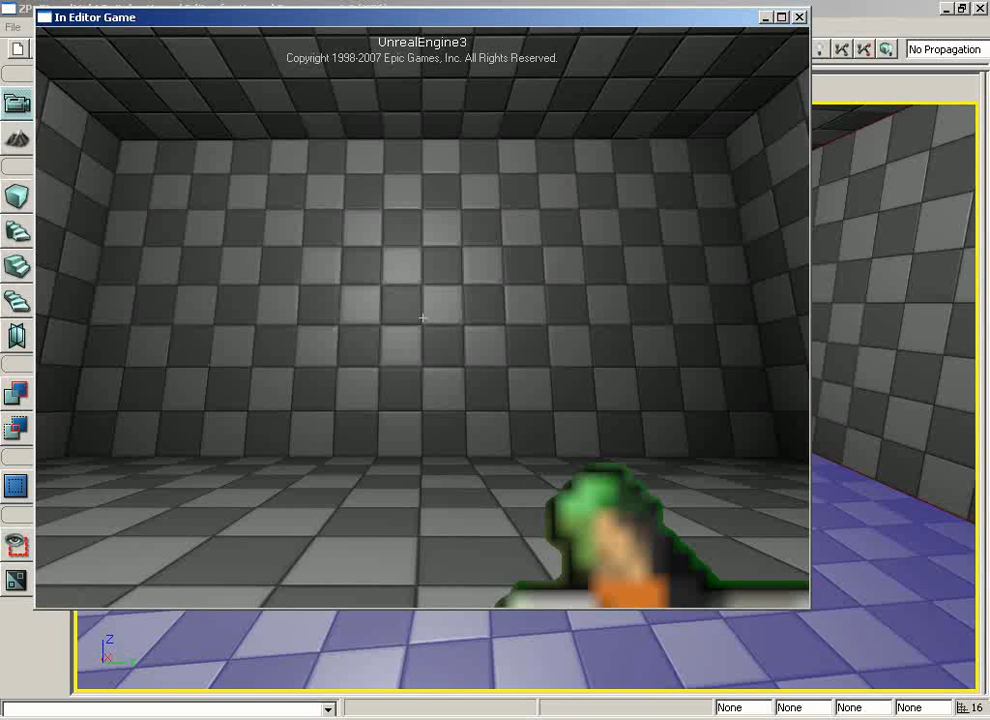 In Editor Game
File
UnrealEngine3
Copyright 1998-2007 Epic Games, Inc. All Rights Reserved.
No Propagation
Z
X
None
None
None
None
16